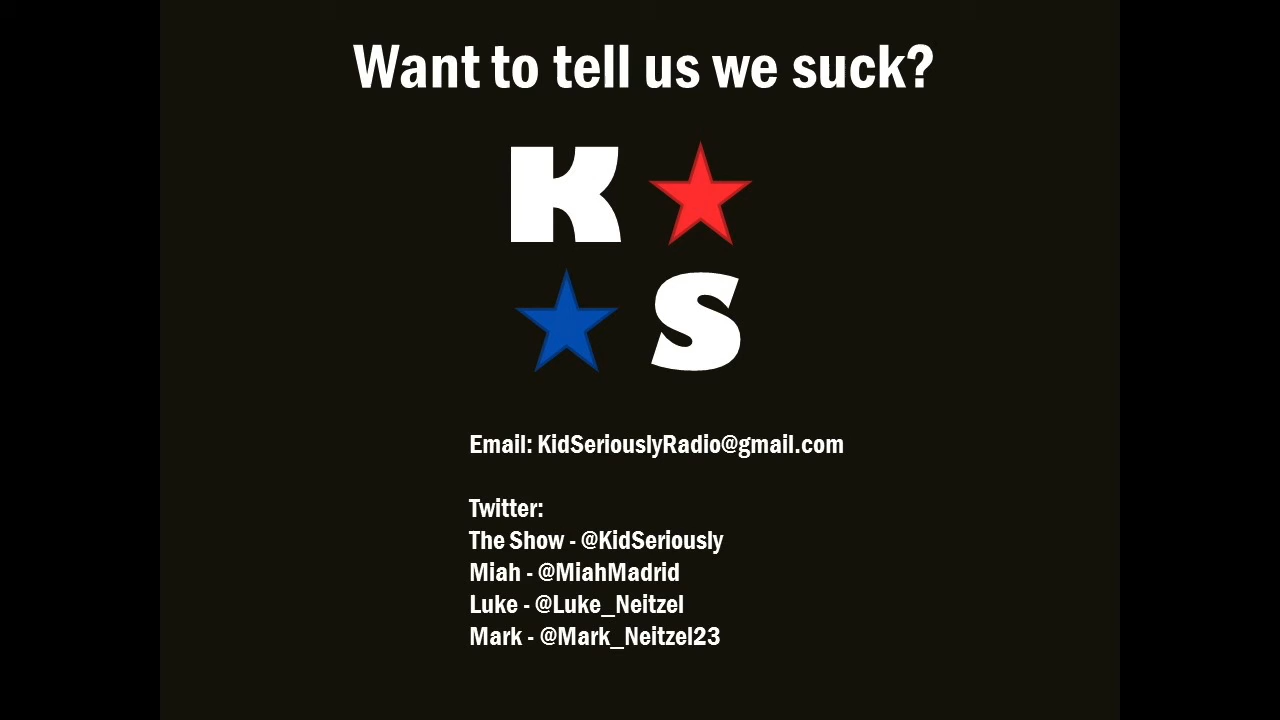 Want to tell us we suck?
K
S
Email: KidSeriouslyRadio@gmail.com
Twitter:
The Show - @KidSeriously
Miah - @MiahMadrid
Luke - @Luke_Neitzel
Mark - @Mark_Neitzel23